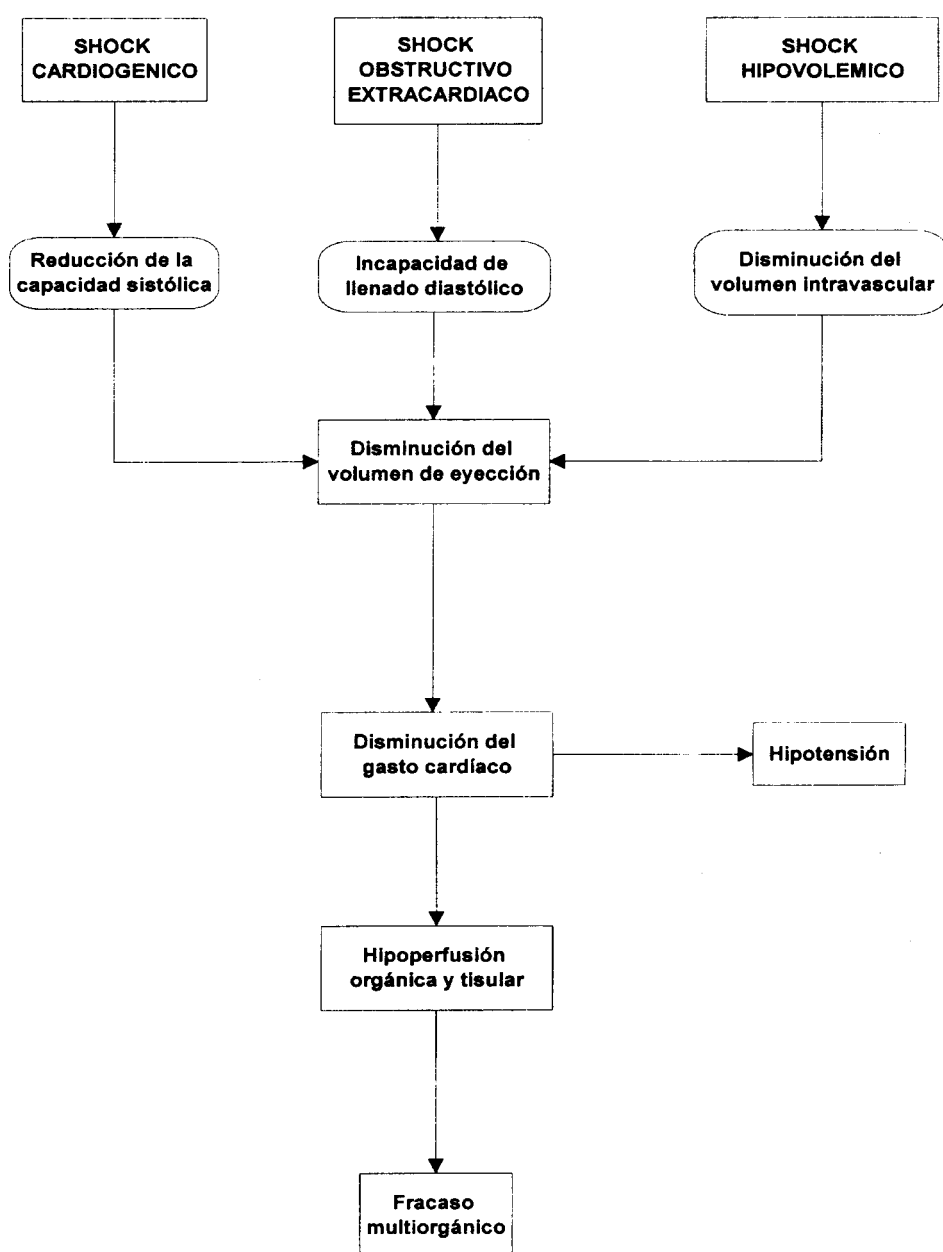 SHOCK
CARDIOGENICO
SHOCK
OBSTRUCTIVO
EXTRACARDIACO
SHOCK
HIPOVOLEMICO
Reducción de la
capacidad sistólica
Incapacidad de
llenado diastólico
Disminución del
volumen intravascular
Disminución del
volumen de eyección
Disminución del
gasto cardíaco
Hipotensión
Hipoperfusión
orgánica y tisular
Fracaso
multiorgánico